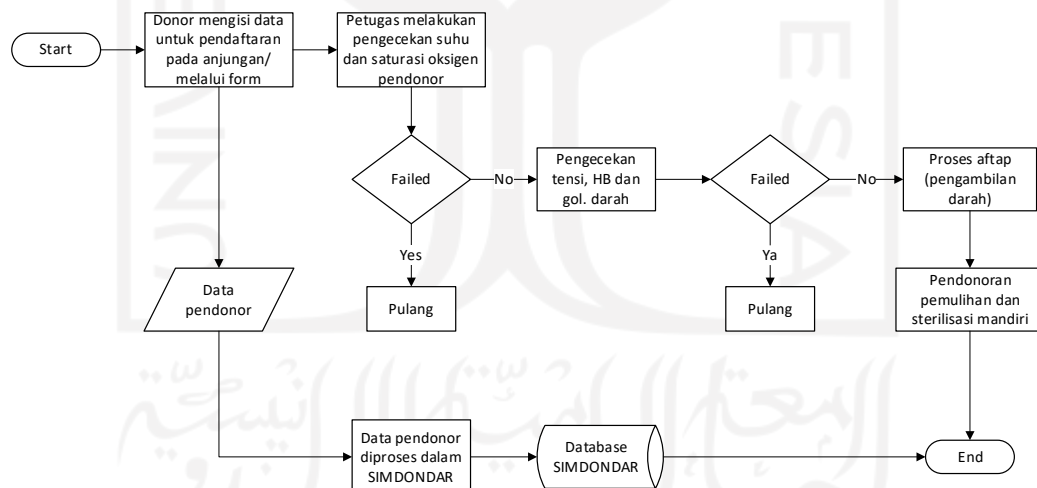 Start
Donor mengisi data
untuk pendaftaran
pada anjungan/
melalui form
Petugas melakukan
pengecekan suhu
dan saturasi oksigen
pendonor
Failed
No
Pengecekan
tensi, HB dan
gol. darah
Failed
No
Proses aftap
(pengambilan
darah)
Yes
Pulang
Ya
Pulang
Data
pendonor
Pendonoran
pemulihan dan
sterilisasi mandiri
Data pendonor
diproses dalam
SIMDONDAR
Database
SIMDONDAR
End
ESIA